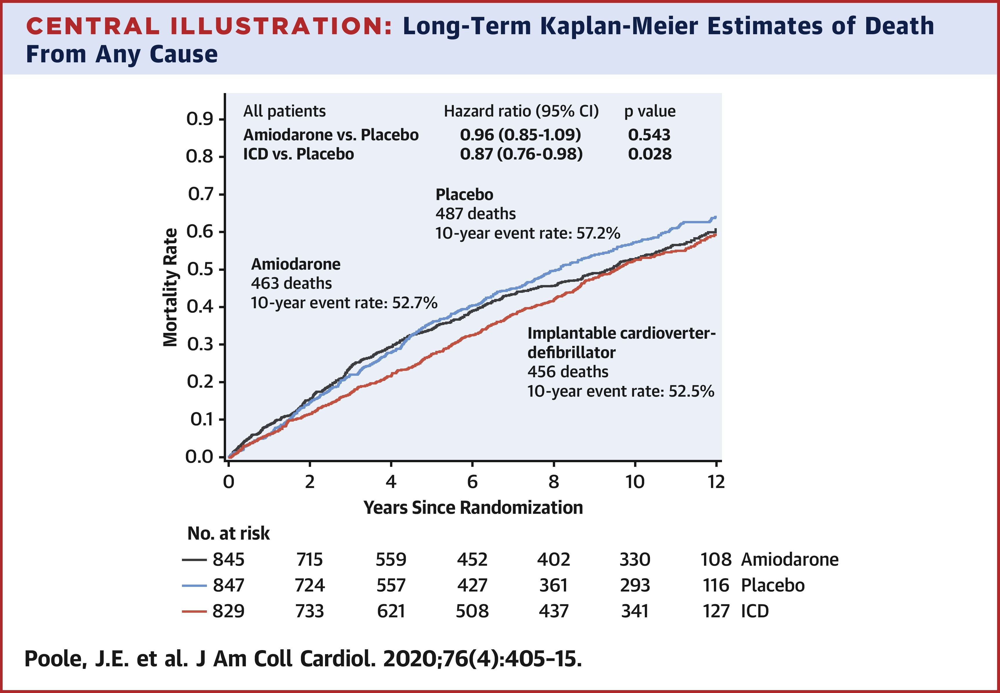 CENTRAL ILLUSTRATION: Long-Term Kaplan-Meier Estimates of Death
From Any Cause
All patients Hazard ratio (95% CI) p value
Amiodarone vs. Placebo 0.96 (0.85-1.09) 0.543
ICD vs. Placebo 0.87 (0.76-0.98) 0.028
Placebo
487 deaths
10-year event rate: 57.2%
Amiodarone
463 deaths
10-year event rate: 52.7%
Implantable cardioverter-
defibrillator
456 deaths
10-year event rate: 52.5%
Mortality Rate
0.9
0.8
0.7
0.6
0.5
0.4
0.3
0.2
0.1
0.0
0 2 4 6 8 10 12
Years Since Randomization
No. at risk
845 715 559 452 402 330 108 Amiodarone
847 724 557 427 361 293 116 Placebo
829 733 621 508 437 341 127 ICD
Poole, J.E. et al. J Am Coll Cardiol. 2020;76(4):405–15.